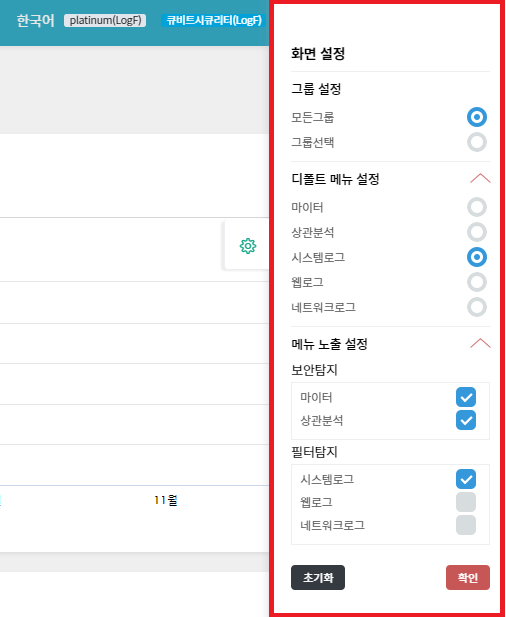 한국어 platinum(LogF) 큐비트시큐리티(LogF)
화면 설정
그룹 설정
모든그룹
그룹선택
디폴트 메뉴 설정
마이터
상관분석
시스템로그
웹로그
네트워크로그
메뉴 노출 설정
보안탐지
마이터
상관분석
필터탐지
시스템로그
웹로그
네트워크로그
11월
초기화 확인